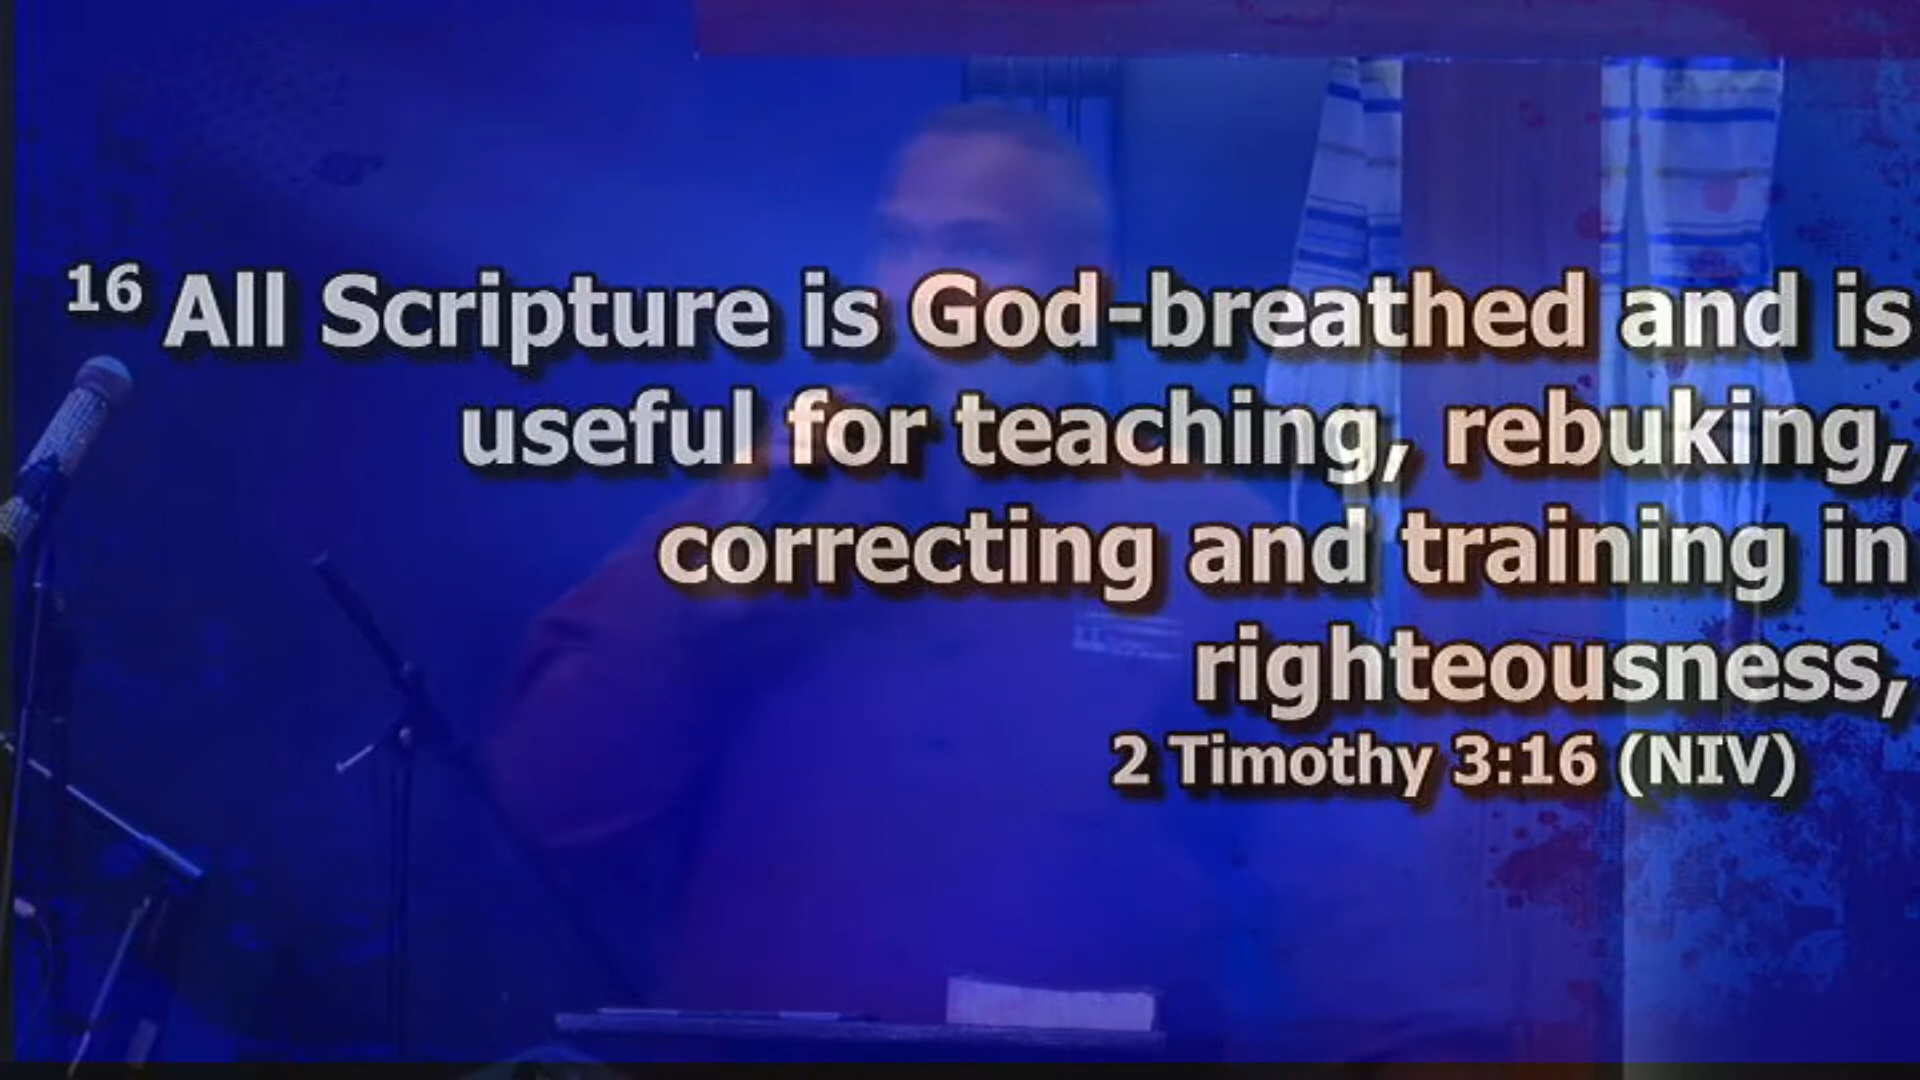 16 All Scripture is God-breathed and is
useful for teaching, rebuking,
correcting and training in
righteousness,
2 Timothy 3:16 (NIV)